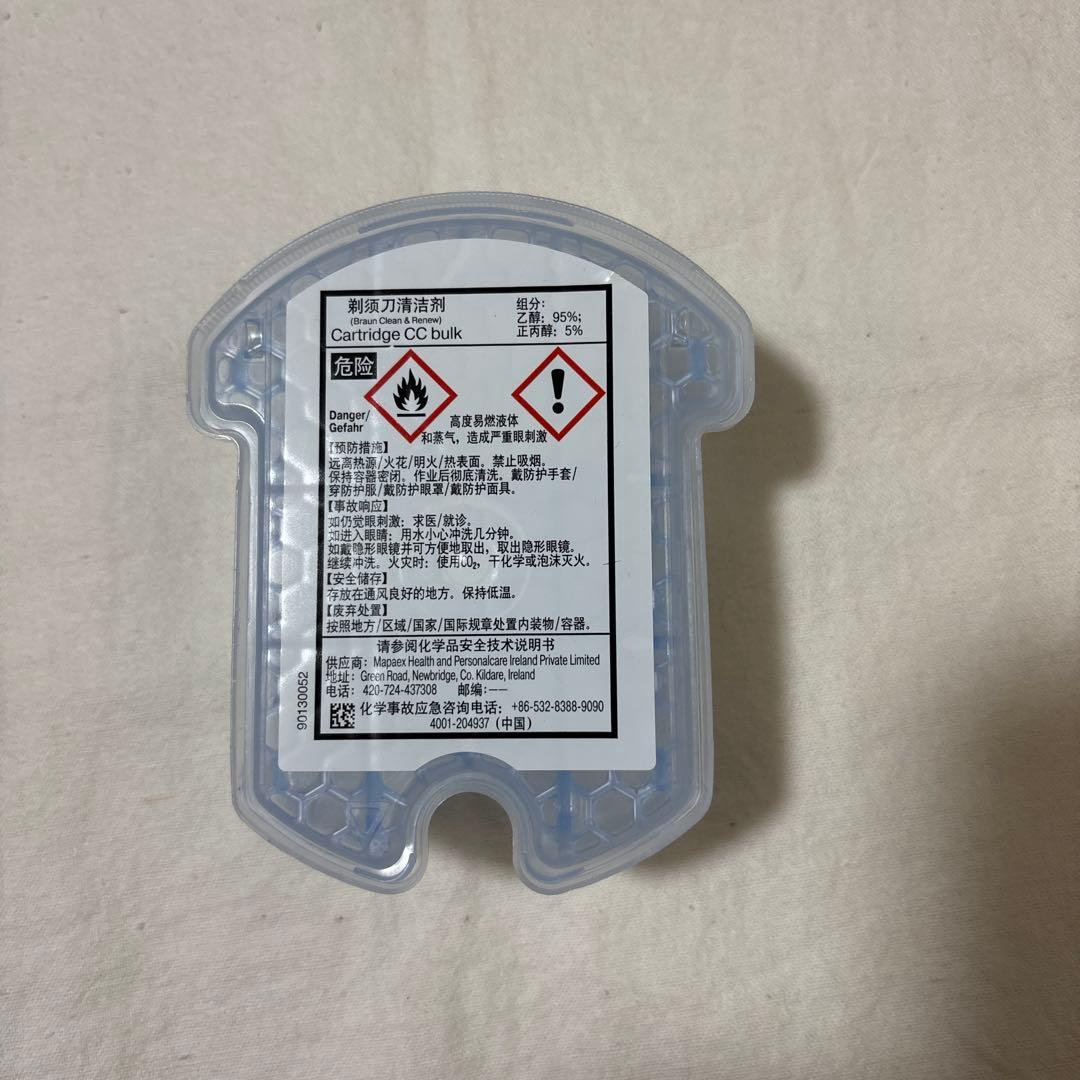 剃须刀清洁剂
(Braun Clean & Renew)
Cartridge CC bulk
组分:
乙醇: 95%;
正丙醇: 5%
危险
Danger/
Gefahr
高度易燃液体
和蒸气，造成严重眼刺激
【预防措施】
远离热源/火花/明火/热表面。禁止吸烟。
保持容器密闭。作业后彻底清洗。戴防护手套/
穿防护服/戴防护眼罩/戴防护面具。
【事故响应】
如仍觉眼刺激: 求医/就诊。
如进入眼睛: 用水小心冲洗几分钟。
如戴隐形眼镜并可方便地取出，取出隐形眼镜。
继续冲洗。火灾时: 使用CO₂，干化学或泡沫灭火。
【安全储存】
存放在通风良好的地方。保持低温。
【废弃处置】
按照地方/区域/国家/国际规章处置内装物/容器。
请参阅化学品安全技术说明书
供应商: Mapaex Health and Personalcare Ireland Private Limited
地址: Green Road, Newbridge, Co. Kildare, Ireland
电话: 420-724-437308 邮编:——
化学事故应急咨询电话: +86-532-8388-9090
4001-204937 (中国)
90130052